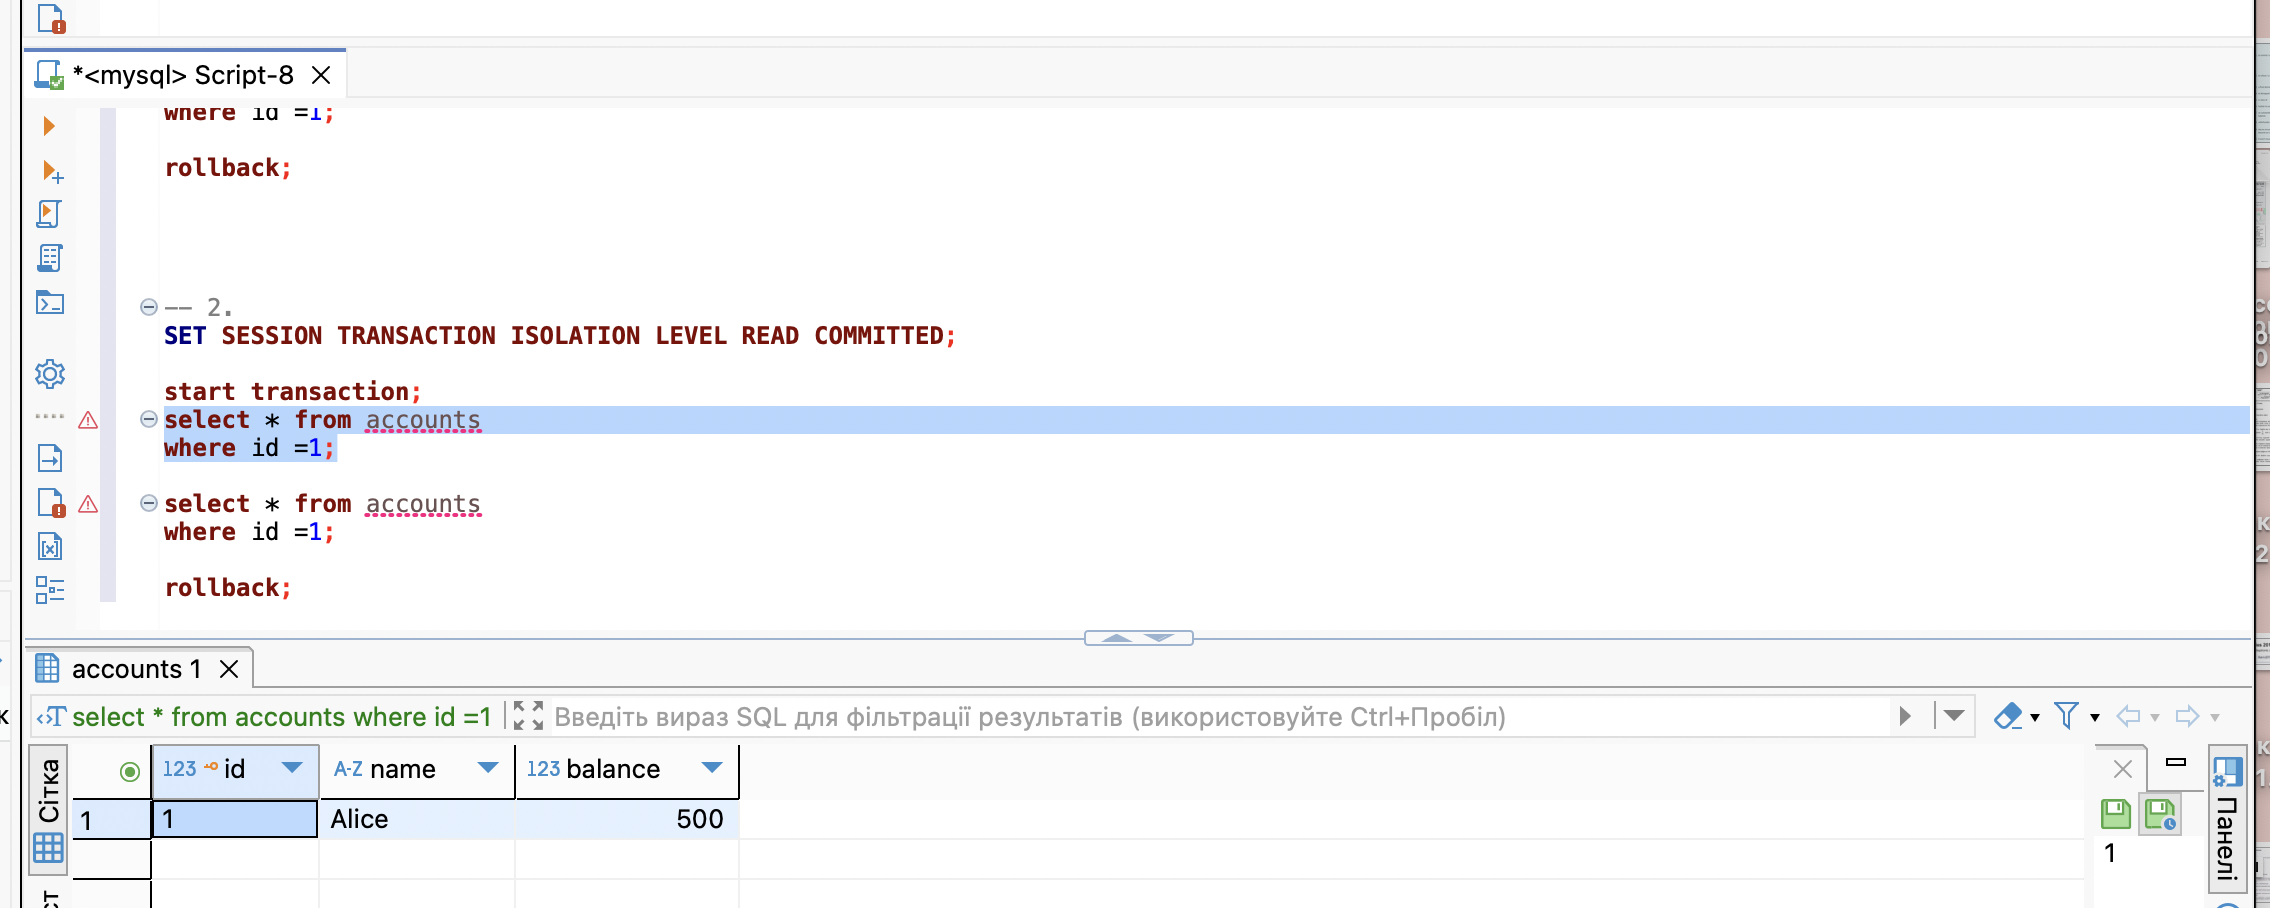 *<mysql> Script-8
where id =1;
rollback;
-- 2.
SET SESSION TRANSACTION ISOLATION LEVEL READ COMMITTED;
start transaction;
select * from accounts
where id =1;
select * from accounts
where id =1;
rollback;
accounts 1
select * from accounts where id =1
Введіть вираз SQL для фільтрації результатів (використовуйте Ctrl+Пробіл)
Сітка
123 id
A-Z name
123 balance
1
1
Alice
500
1
Панелі